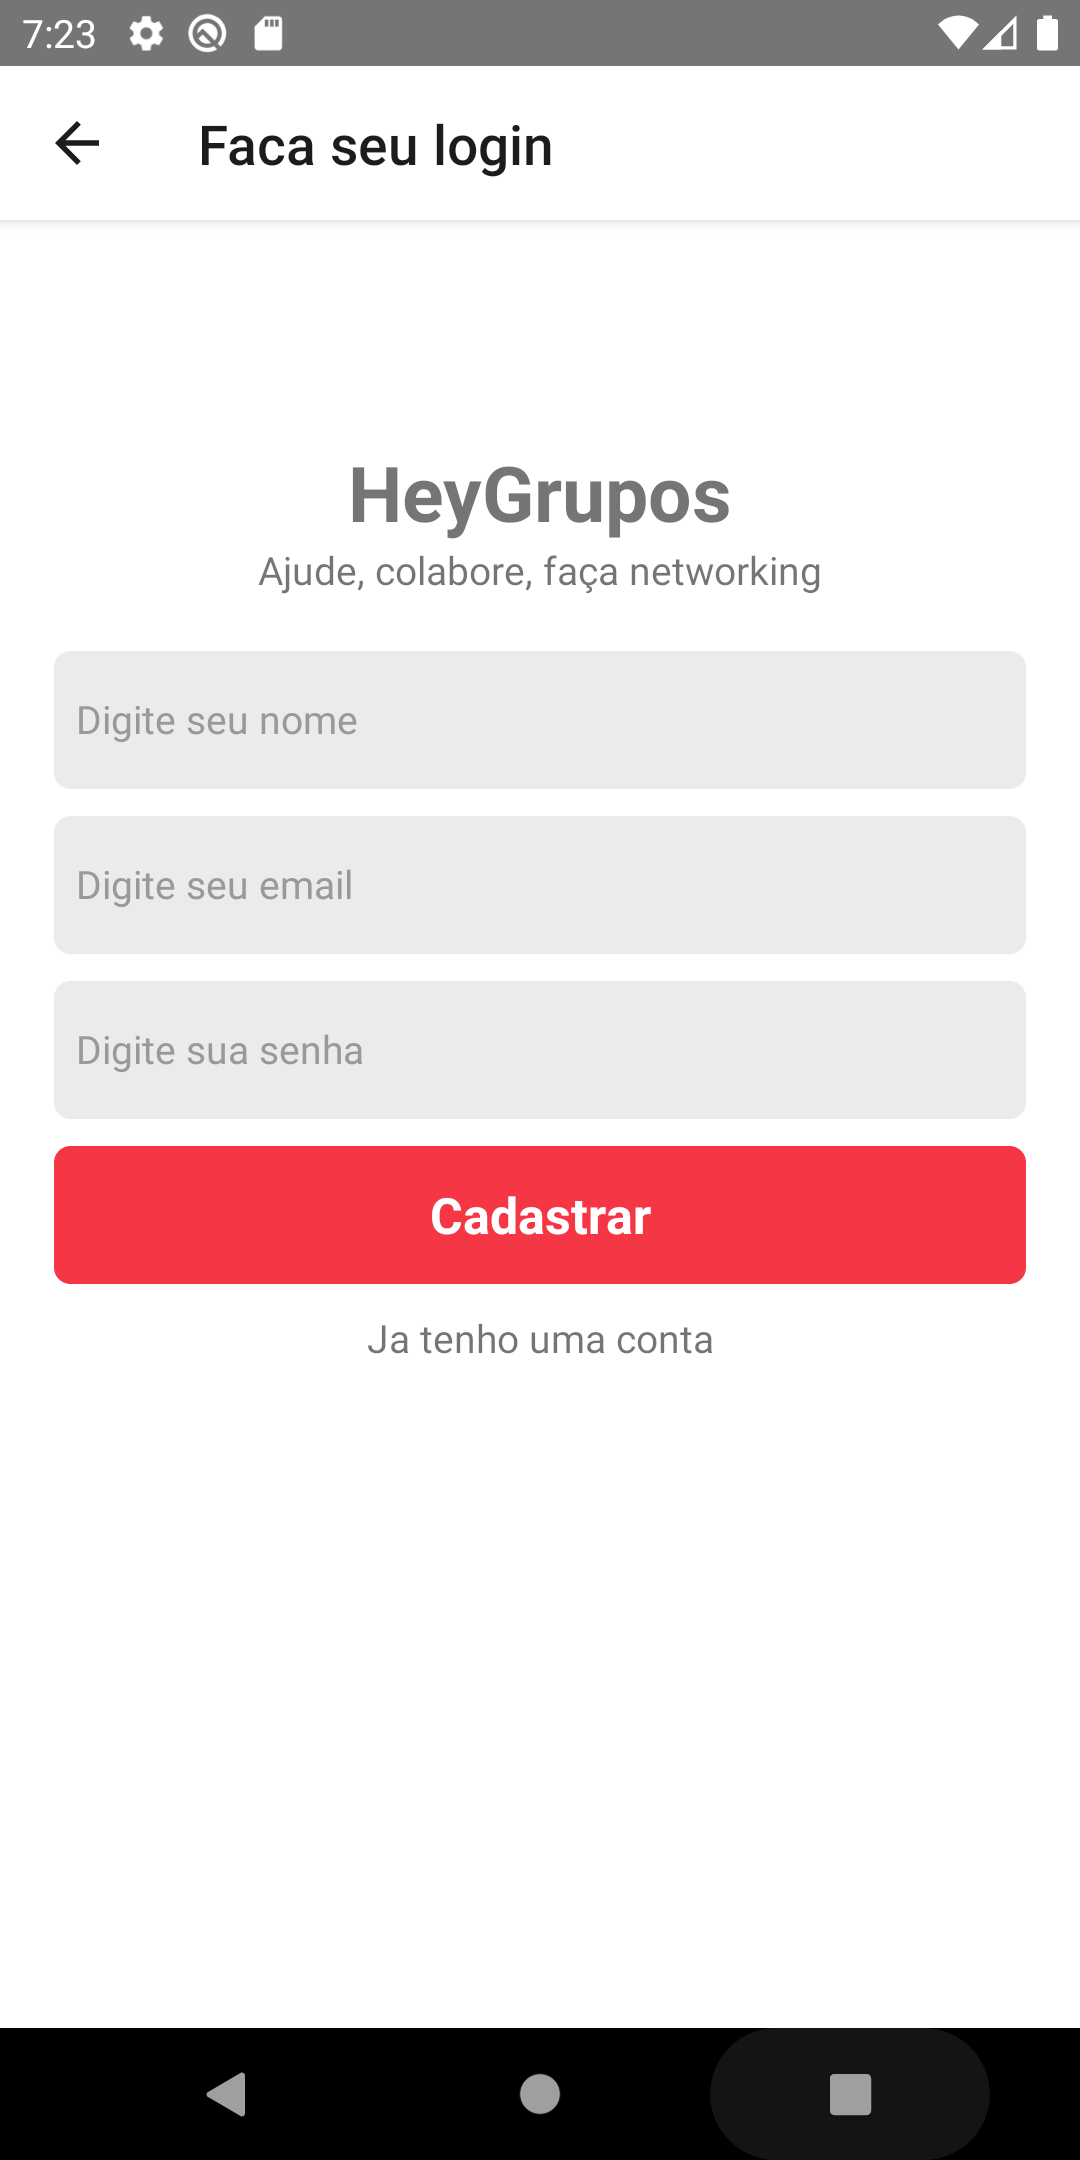 7:23
Faca seu login
HeyGrupos
Ajude, colabore, faça networking
Digite seu nome
Digite seu email
Digite sua senha
Cadastrar
Ja tenho uma conta